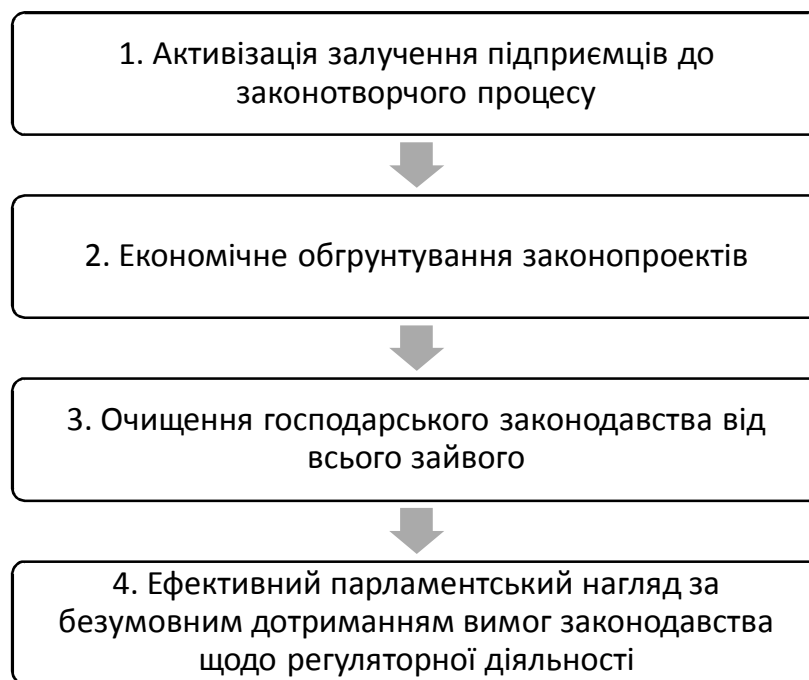 1. Активізація залучення підприємців до
законотворчого процесу
2. Економічне обгрунтування законопроектів
3. Очищення господарського законодавства від
всього зайвого
4. Ефективний парламентський нагляд за
безумовним дотриманням вимог законодавства
щодо регуляторної діяльності